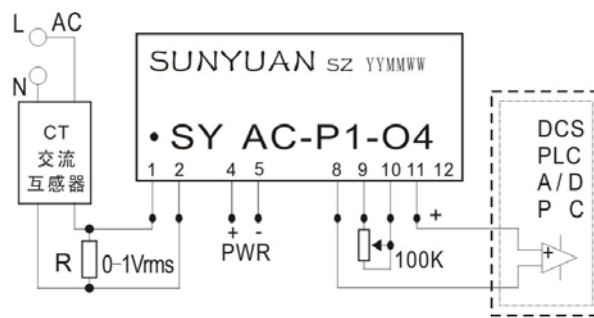 L AC
N
CT
交流
互感器
R 0-1Vrms
SUNYUAN SZ YYMMWW
SY AC-P1-O4
1 2 4 5 8 9 10 11 12
+ -
PWR
100K
+
+
DCS
PLC
A/D
P C